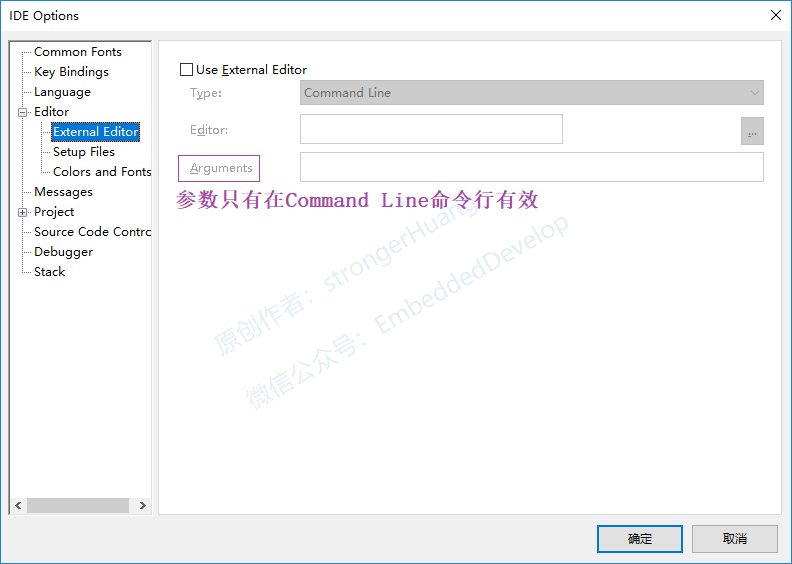 IDE Options
Common Fonts
Key Bindings
Language
Editor
External Editor
Setup Files
Colors and Fonts
Messages
Project
Source Code Contro
Debugger
Stack
Use External Editor
Type:
Command Line
Editor:
...
Arguments
参数只有在Command Line命令行有效
原创作者：strongerHuang
微信公众号：EmbeddedDevelop
确定
取消